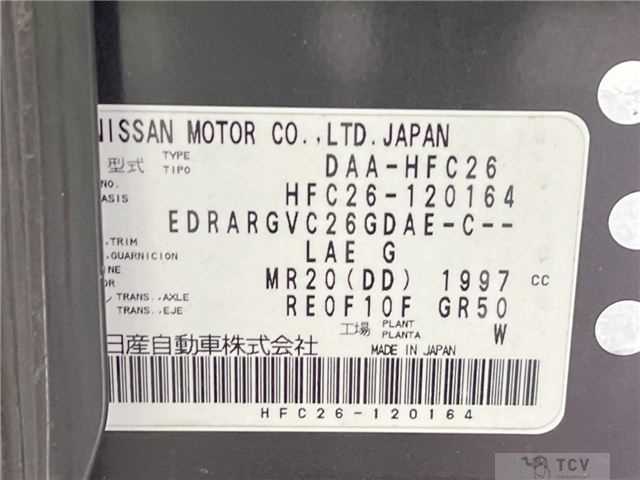 NISSAN MOTOR CO.,LTD.JAPAN
型式 TYPE TIPO DAA-HFC26
NO. ASIS HFC26-120164
EDRARGVC26GDAE-C--
.TRIM .GUARNICION LAE G
MR20(DD) 1997 CC
TRANS.,AXLE TRANS.,EJE RE0F10F GR50
工場 PLANT PLANTA W
日産自動車株式会社 MADE IN JAPAN
HFC26-120164
TCV